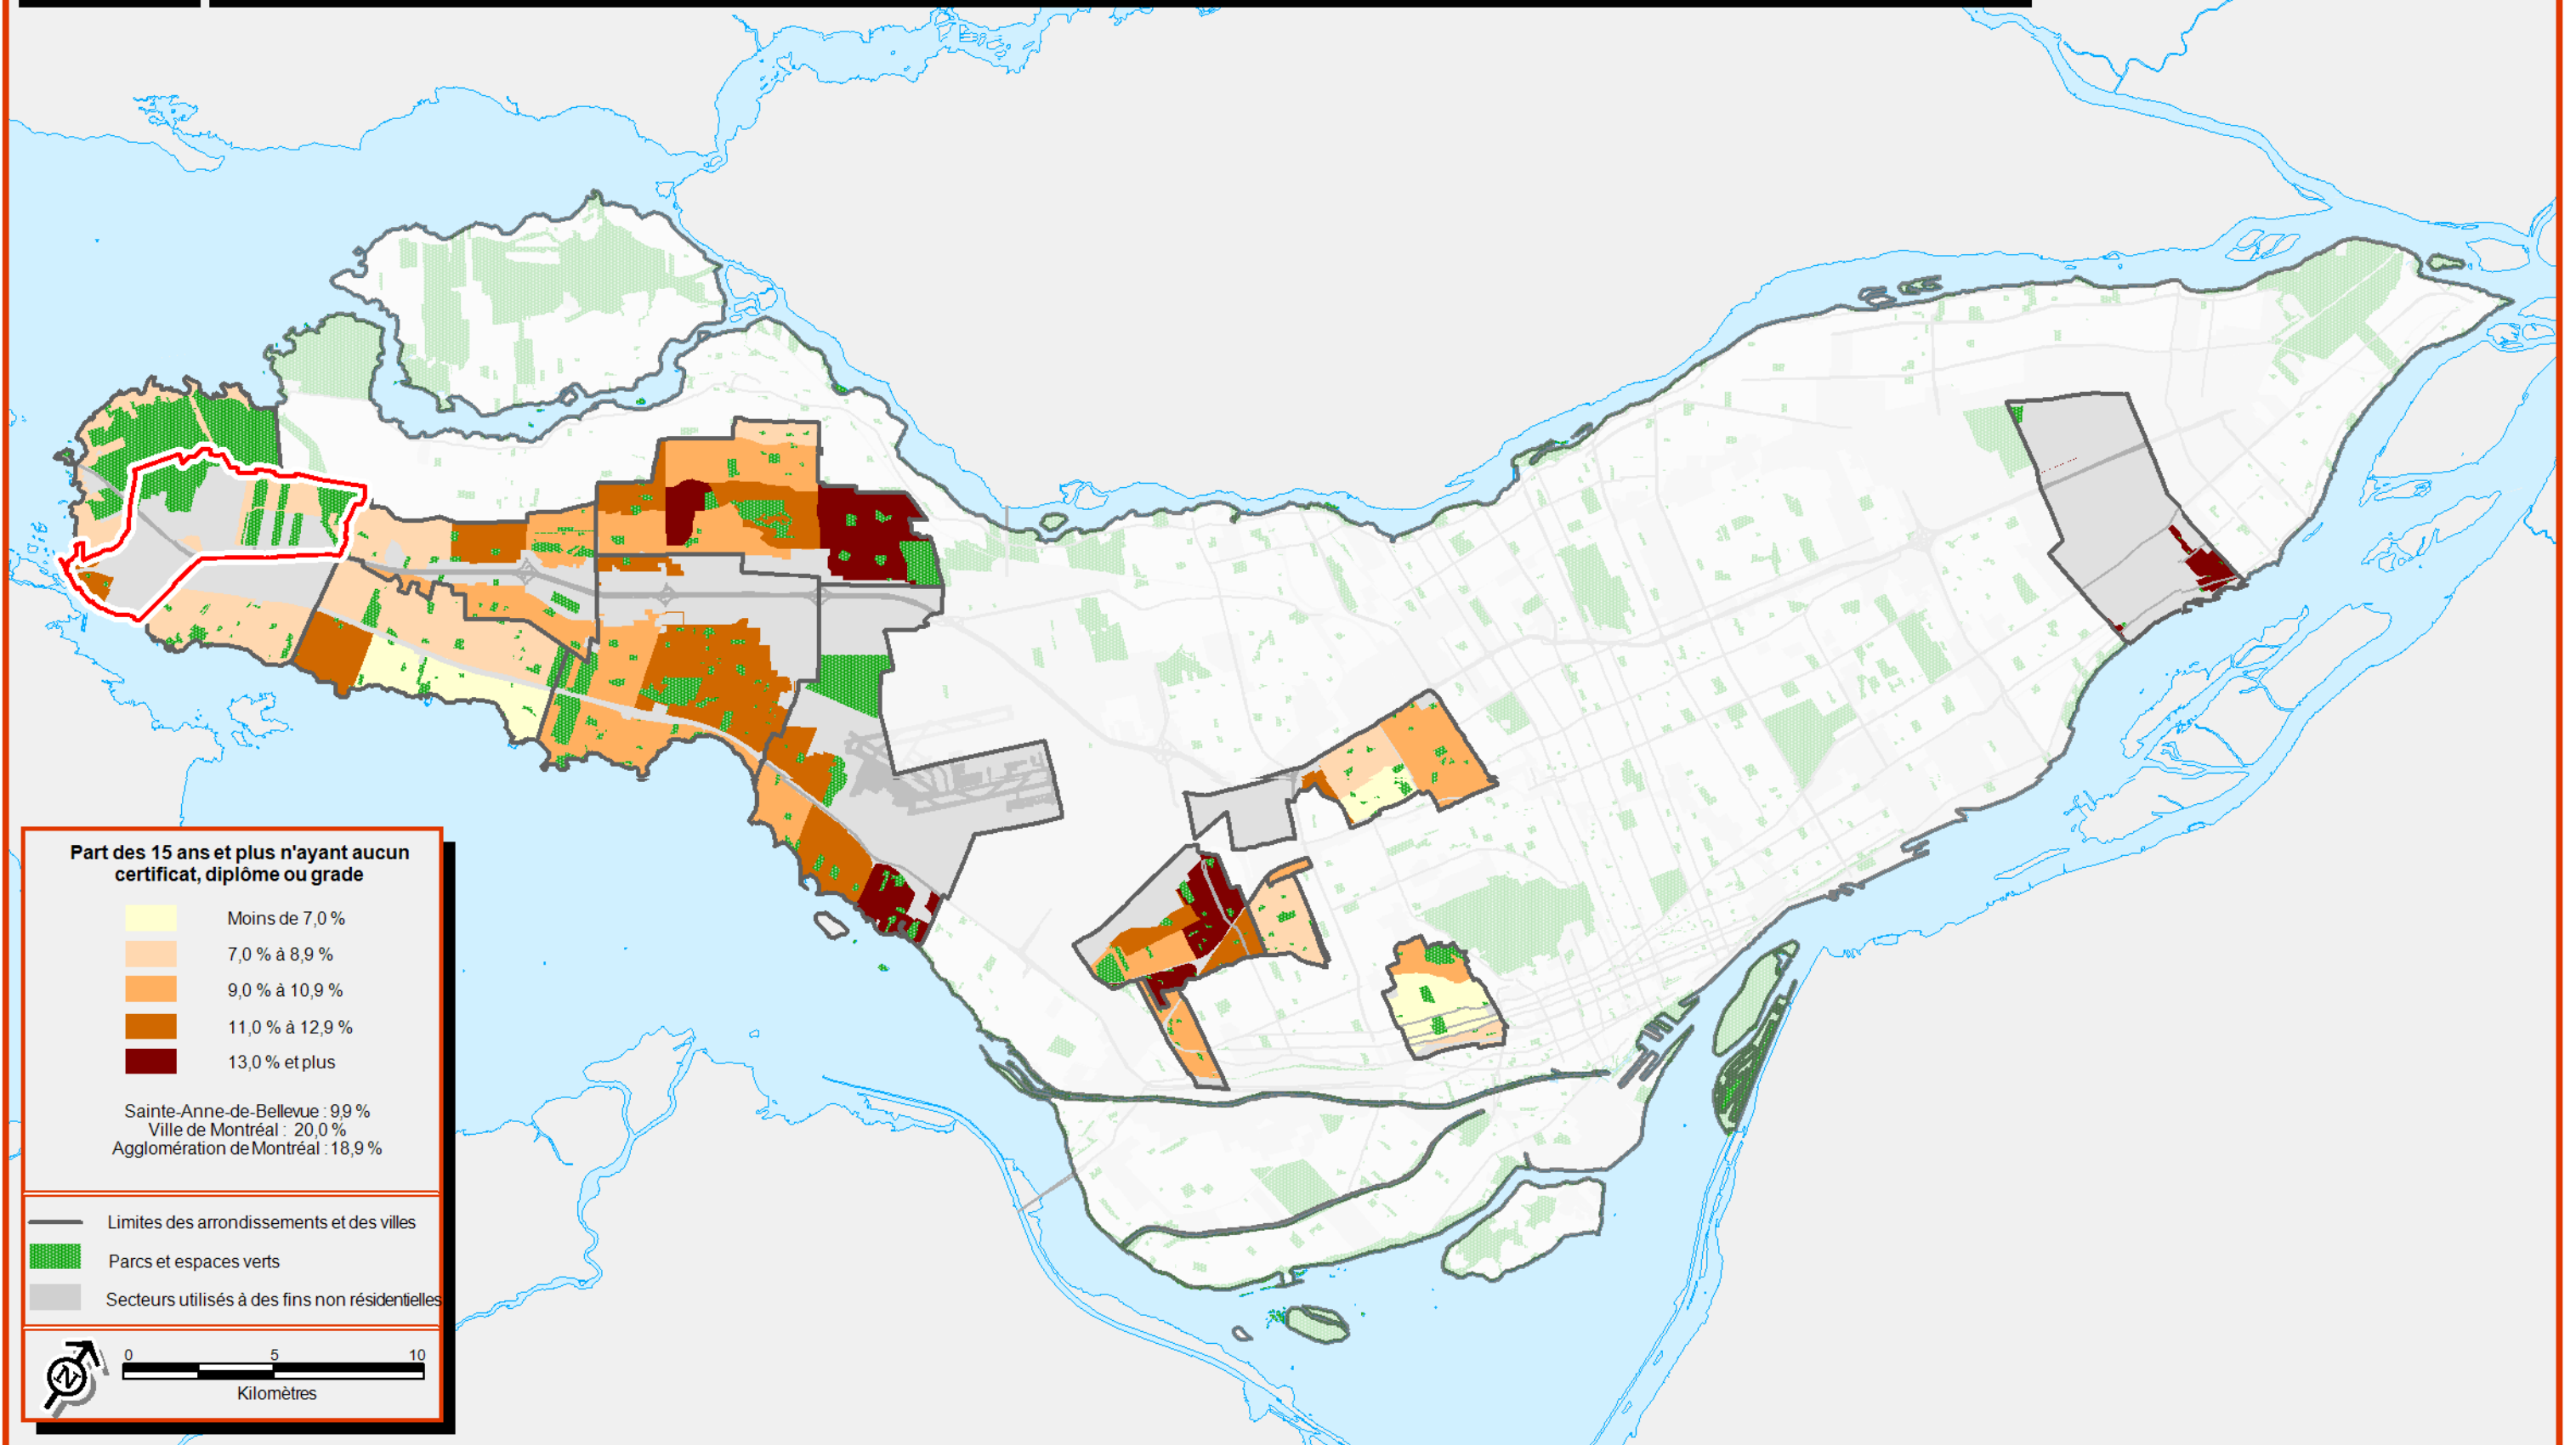 Part des 15 ans et plus n'ayant aucun
certificat, diplôme ou grade
Moins de 7,0 %
7,0 % à 8,9 %
9,0 % à 10,9 %
11,0 % à 12,9 %
13,0 % et plus
Sainte-Anne-de-Bellevue : 9,9 %
Ville de Montréal : 20,0 %
Agglomération de Montréal : 18,9 %
Limites des arrondissements et des villes
Parcs et espaces verts
Secteurs utilisés à des fins non résidentielles
N
0 5 10
Kilomètres